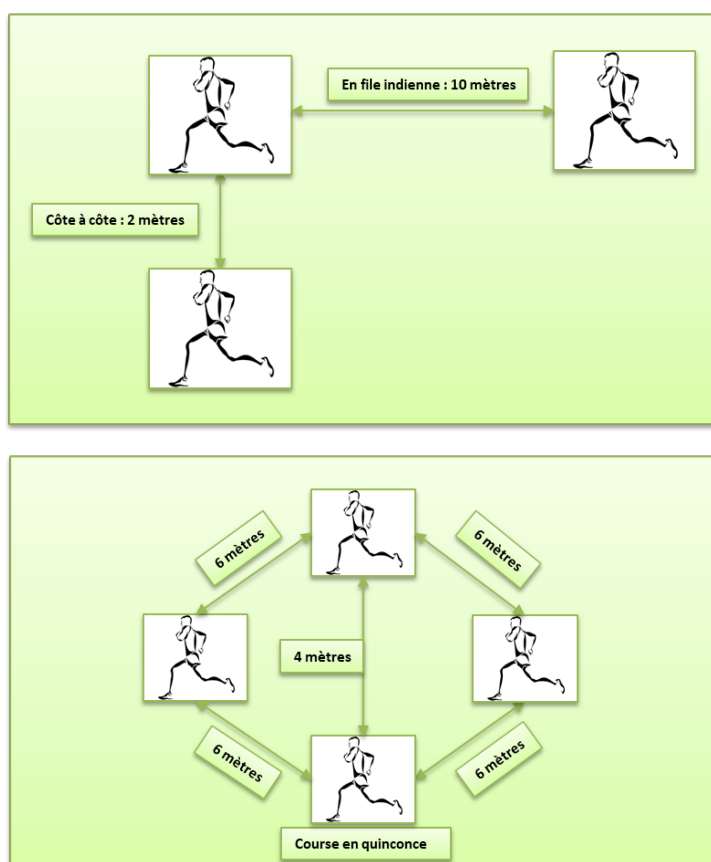 En file indienne : 10 mètres
Côte à côte : 2 mètres
6 mètres
6 mètres
4 mètres
6 mètres
6 mètres
Course en quinconce